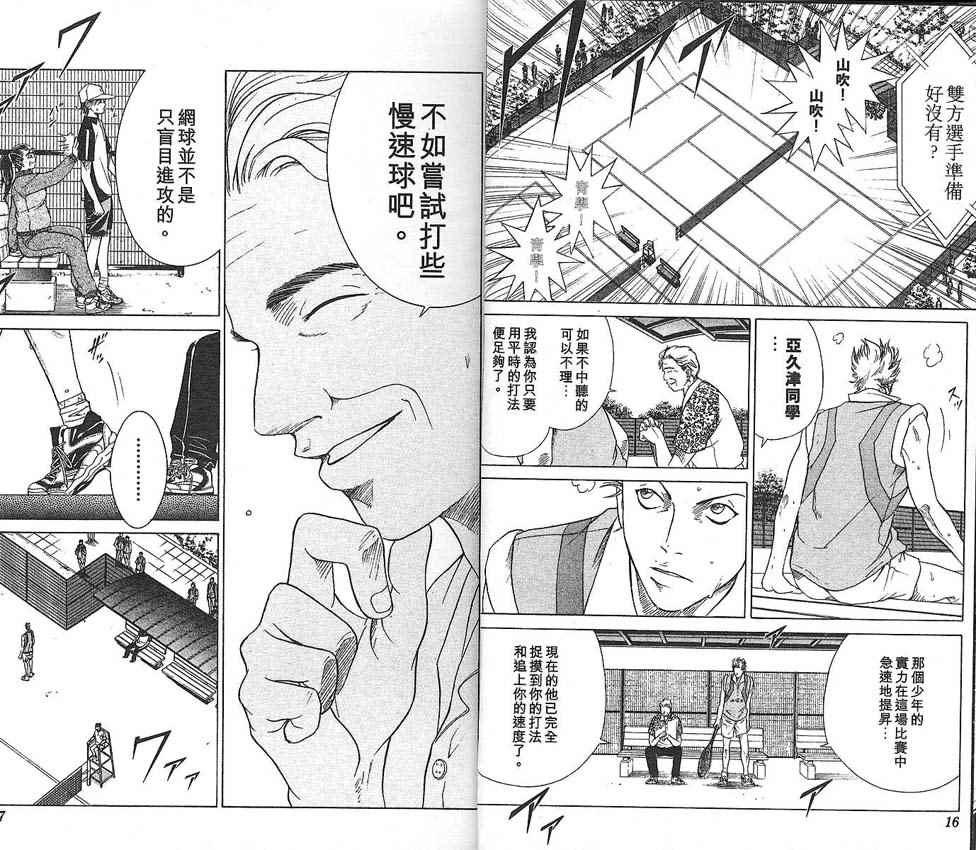 雙方選手準備
好沒有?
山吹!
山吹!
青學!
青學!
亞久津同學
⋯
如果不中聽的
可以不理⋯
我認為你只要
用平時的打法
便足夠了。
那個少年的
實力在這場比賽中
急速地提昇⋯
現在的他已完全
捉摸到你的打法
和追上你的速度了。
16
不如嘗試打些
慢速球吧。
網球並不是
只盲目進攻的。
⋯⋯⋯⋯
ワァ
ワァ
7